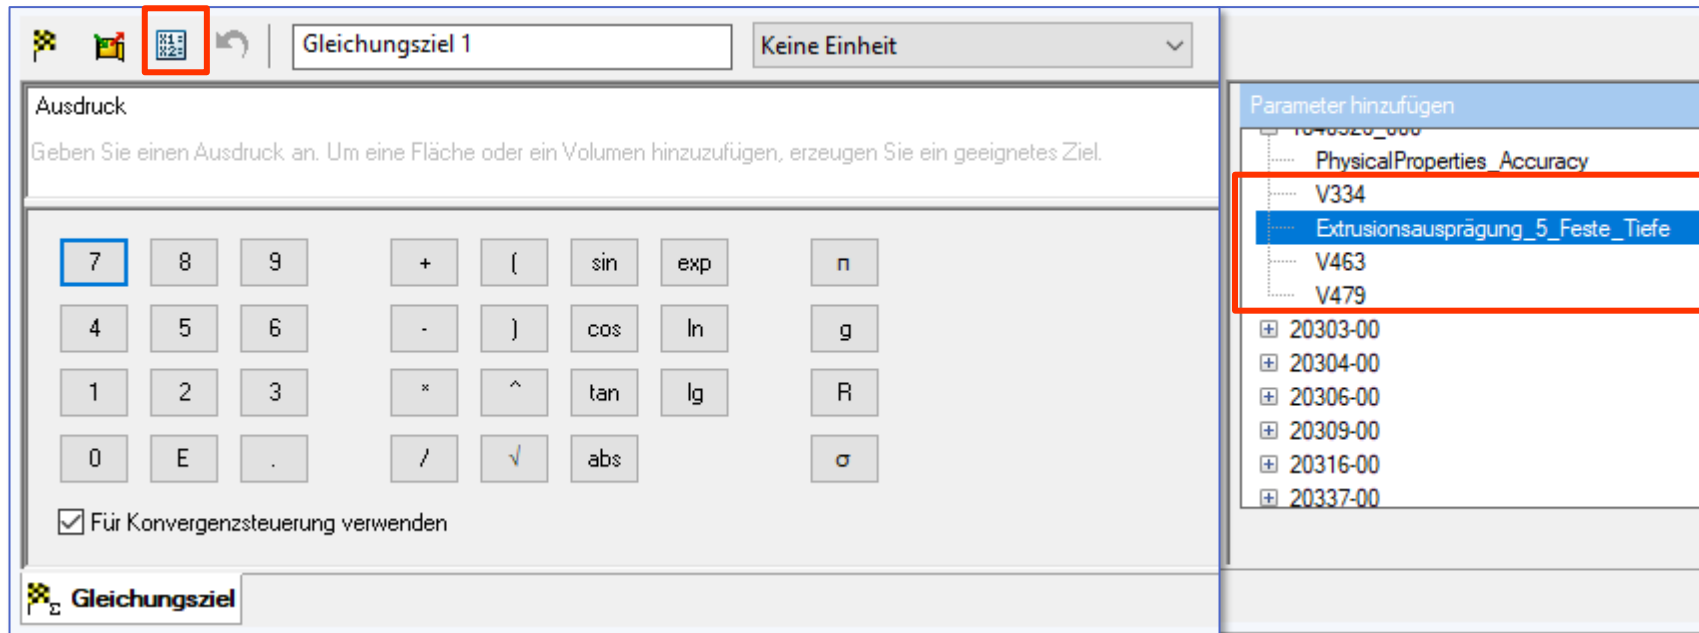 X1=
X2=
Gleichungsziel 1
Keine Einheit
Ausdruck
Geben Sie einen Ausdruck an. Um eine Fläche oder ein Volumen hinzuzufügen, erzeugen Sie ein geeignetes Ziel.
7 8 9 + ( sin exp п
4 5 6 - ) cos ln g
1 2 3 * ^ tan lg R
0 E . / √ abs σ
Für Konvergenzsteuerung verwenden
Σ Gleichungsziel
Parameter hinzufügen
PhysicalProperties_Accuracy
V334
Extrusionsausprägung_5_Feste_Tiefe
V463
V479
20303-00
20304-00
20306-00
20309-00
20316-00
20337-00